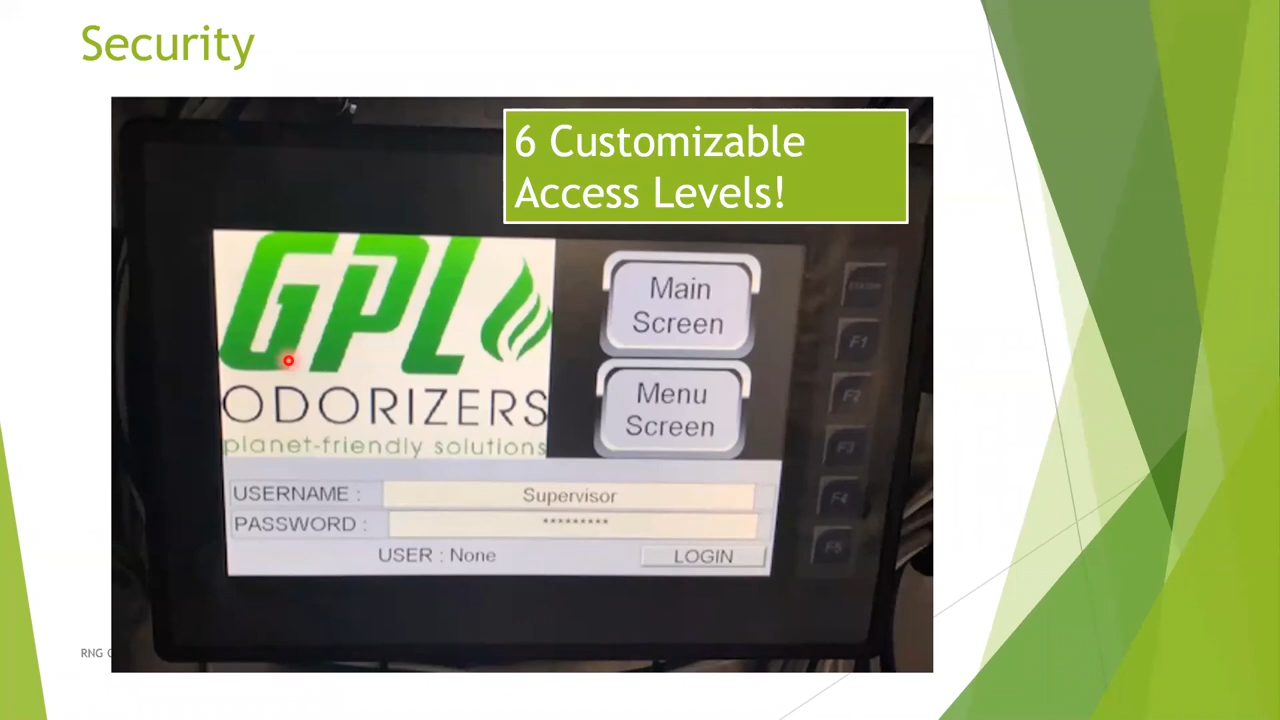 Security
6 Customizable
Access Levels!
GPL
ODORIZERS
planet-friendly solutions
Main
Screen
Menu
Screen
F1
F2
F3
F4
F5
USERNAME :
Supervisor
PASSWORD :
*********
USER : None
LOGIN
RNG